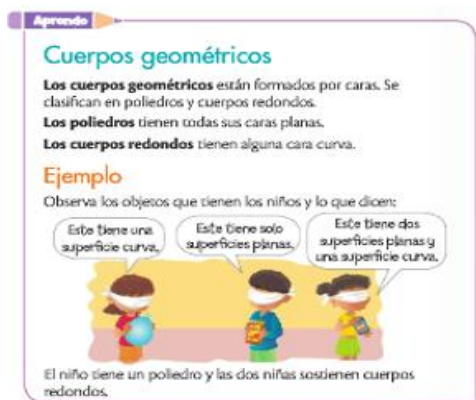 Aprendo
Cuerpos geométricos
Los cuerpos geométricos están formados por caras. Se
clasifican en poliedros y cuerpos redondos.
Los poliedros tienen todas sus caras planas.
Los cuerpos redondos tienen alguna cara curva.
Ejemplo
Observa los objetos que tienen los niños y lo que dicen:
Este tiene una
superficie curva.
Este tiene solo
superficies planas.
Este tiene dos
superficies planas y
una superficie curva.
El niño tiene un poliedro y las dos niñas sostienen cuerpos
redondos.